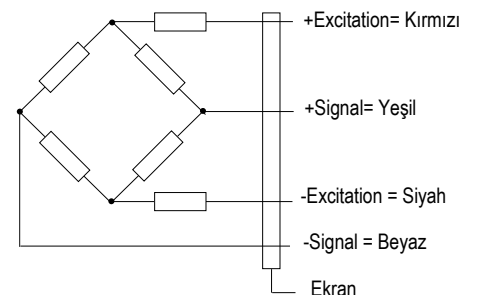 +Excitation= Kırmızı
+Signal= Yeşil
-Excitation = Siyah
-Signal = Beyaz
Ekran